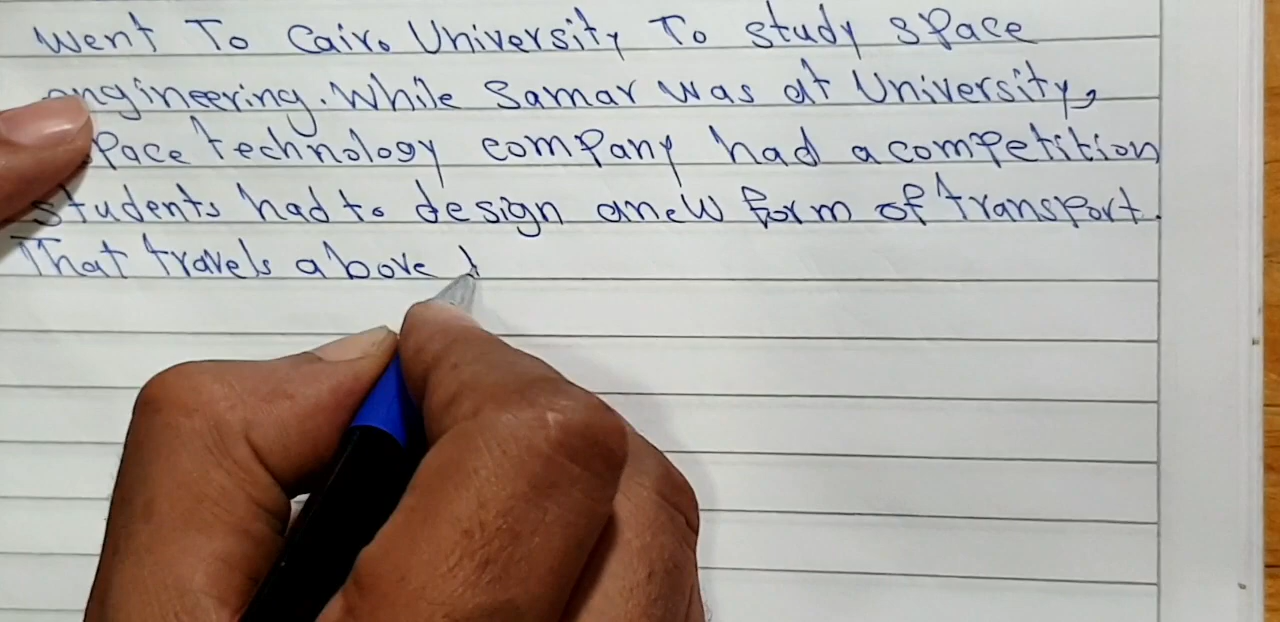 Went To Cairo University To study space
engineering. While Samar was at University,
space technology company had a competition
students had to design a new form of transport.
That travels above